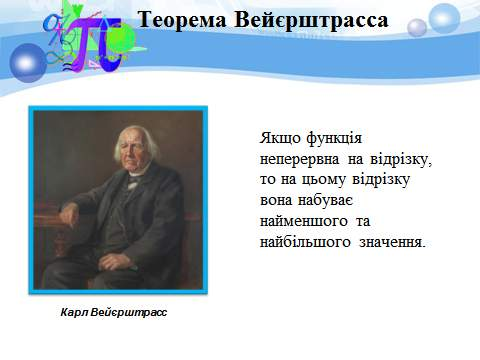 Теорема Вейєрштрасса
Якщо функція
неперервна на відрізку,
то на цьому відрізку
вона набуває
найменшого та
найбільшого значення.
Карл Вейєрштрасс